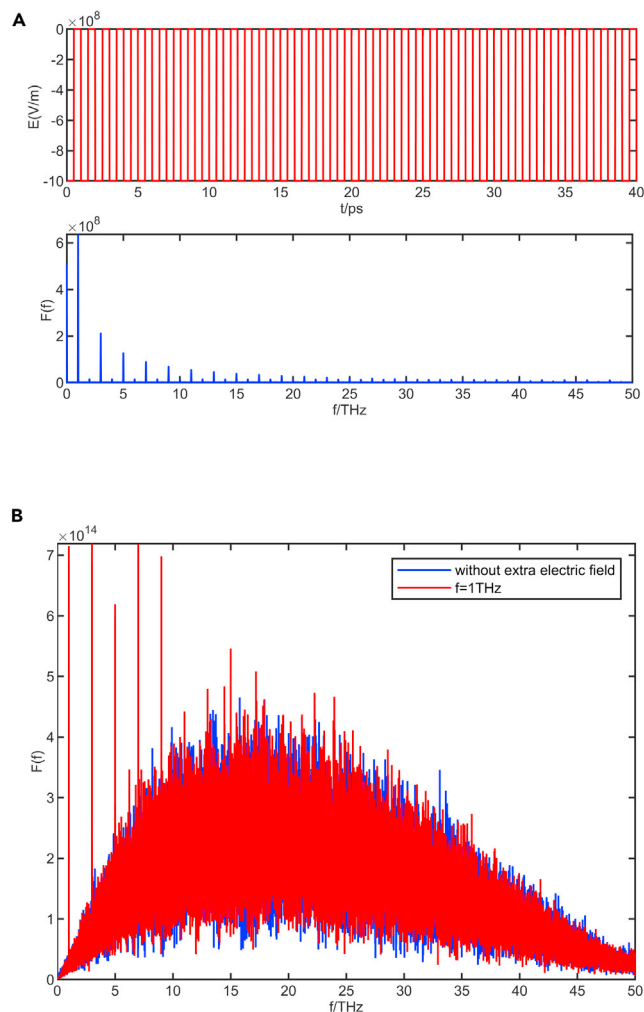 A
×10^8
0
-2
-4
-6
-8
-10
E(V/m)
0 5 10 15 20 25 30 35 40
t/ps
×10^8
6
4
2
0
F(f)
0 5 10 15 20 25 30 35 40 45 50
f/THz
B
×10^14
7
6
5
4
3
2
1
0
F(f)
without extra electric field
f=1THz
0 5 10 15 20 25 30 35 40 45 50
f/THz